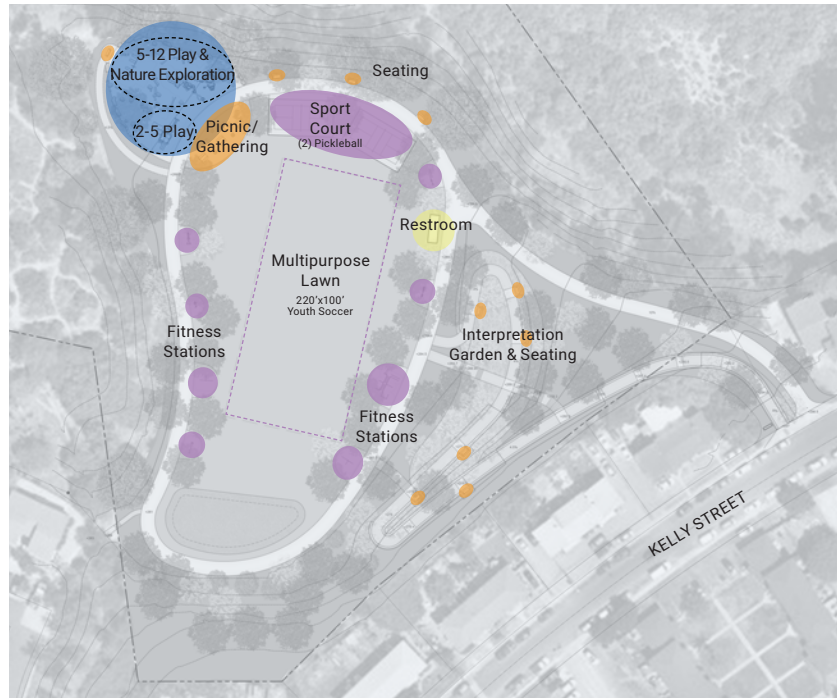 5-12 Play &
Nature Exploration
2-5 Play
Picnic/
Gathering
Seating
Sport
Court
(2) Pickleball
Restroom
Multipurpose
Lawn
220'x100'
Youth Soccer
Fitness
Stations
Interpretation
Garden & Seating
Fitness
Stations
KELLY STREET